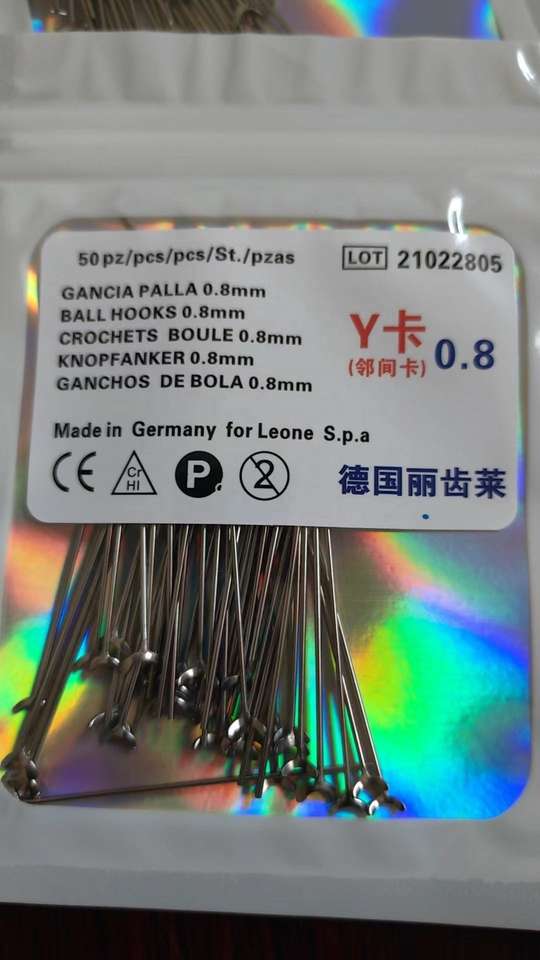 50 pz/pcs/pcs/St./pzas
LOT 21022805
GANCIA PALLA 0.8mm
BALL HOOKS 0.8mm
CROCHETS BOULE 0.8mm
KNOPFANKER 0.8mm
GANCHOS DE BOLA 0.8mm
Y卡 0.8
(邻间卡)
Made in Germany for Leone S.p.a
CE Cr HI P 2
德国丽齿莱